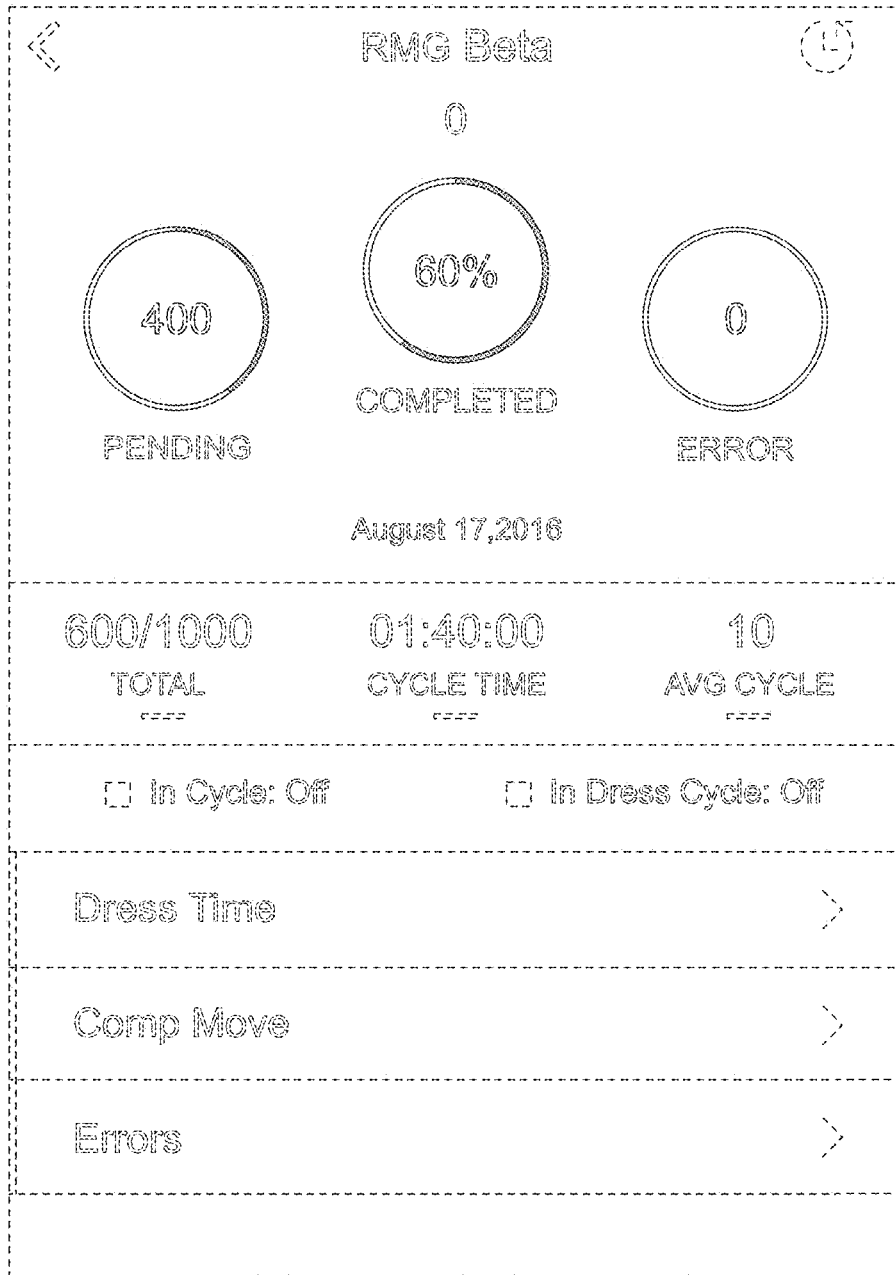 RMG Beta
0
400 60% 0
PENDING COMPLETED ERROR
August 17,2016
600/1000 01:40:00 10
TOTAL CYCLE TIME AVG CYCLE
In Cycle: Off In Dress Cycle: Off
Dress Time
Comp Move
Errors